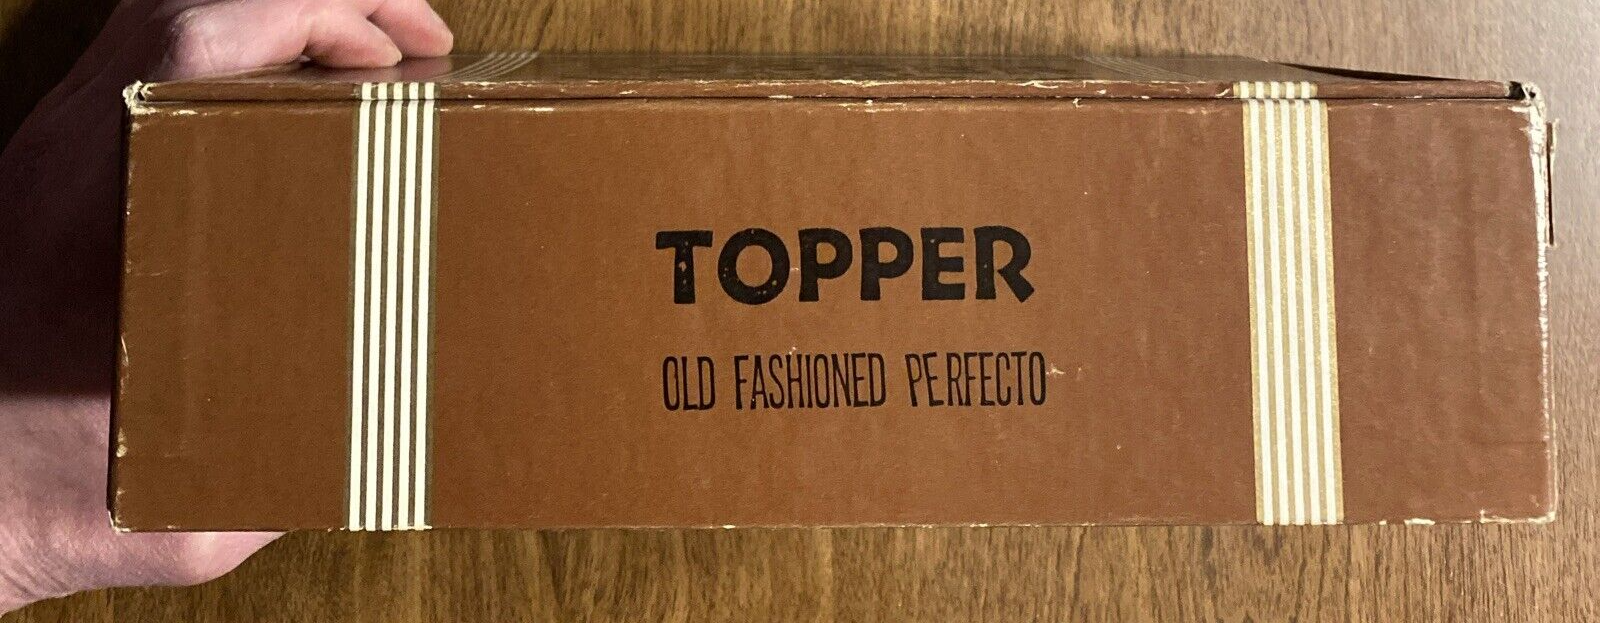 TOPPER
OLD FASHIONED PERFECTO